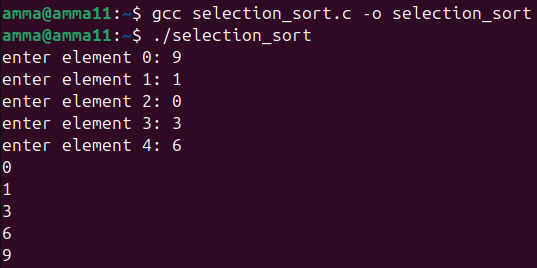 amma@amma11:~$ gcc selection_sort.c -o selection_sort
amma@amma11:~$ ./selection_sort
enter element 0: 9
enter element 1: 1
enter element 2: 0
enter element 3: 3
enter element 4: 6
0
1
3
6
9